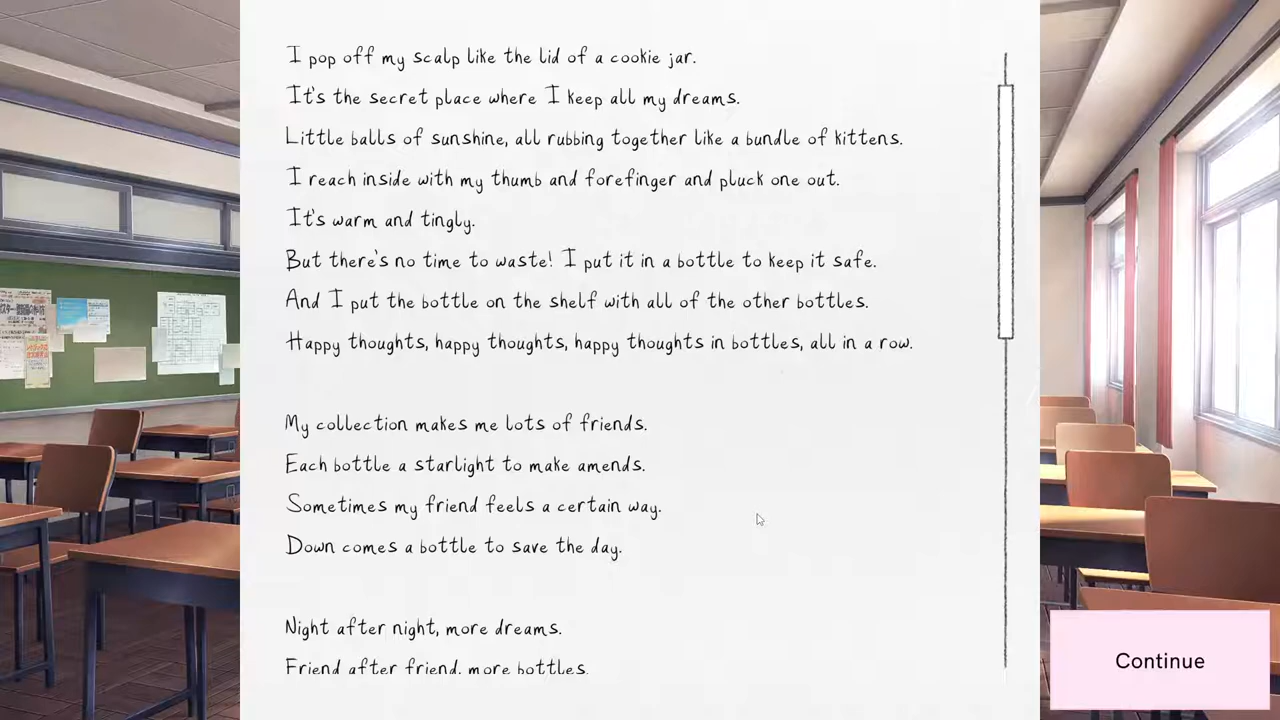 I pop off my scalp like the lid of a cookie jar.
It's the secret place where I keep all my dreams.
Little balls of sunshine, all rubbing together like a bundle of kittens.
I reach inside with my thumb and forefinger and pluck one out.
It's warm and tingly.
But there's no time to waste! I put it in a bottle to keep it safe.
And I put the bottle on the shelf with all of the other bottles.
Happy thoughts, happy thoughts, happy thoughts in bottles, all in a row.
My collection makes me lots of friends.
Each bottle a starlight to make amends.
Sometimes my friend feels a certain way.
Down comes a bottle to save the day.
Night after night, more dreams.
Friend after friend, more bottles.
Continue